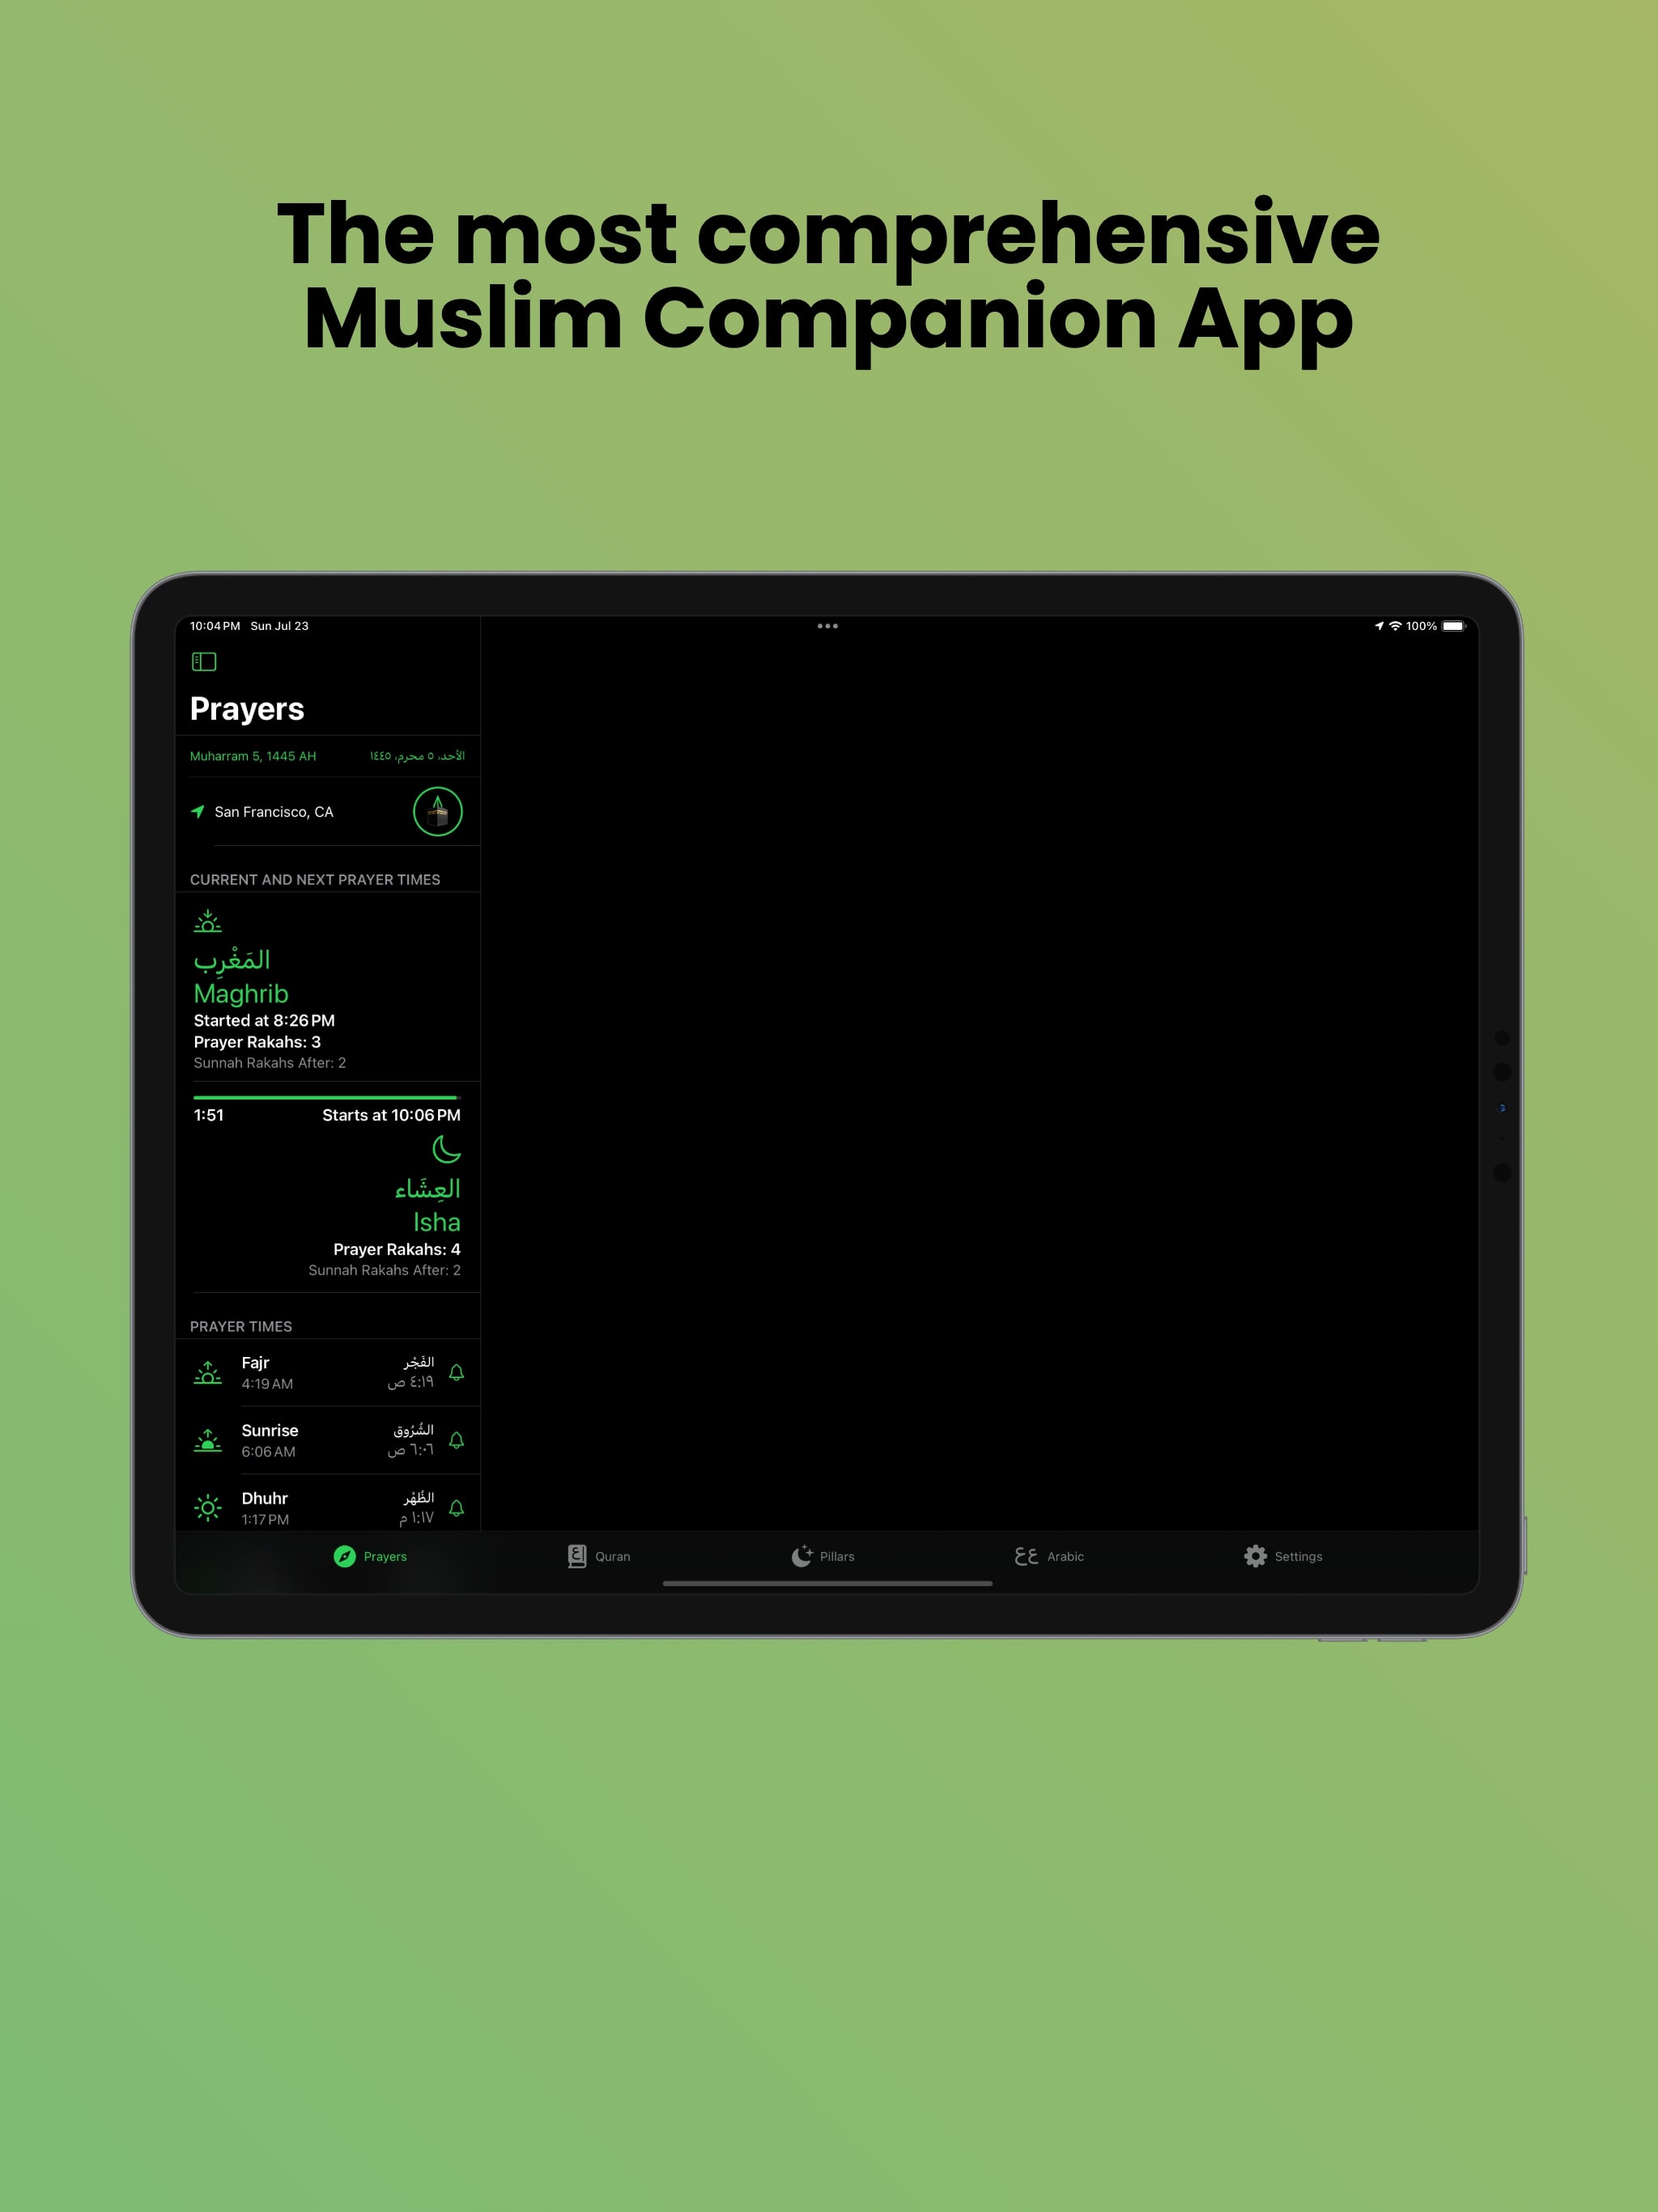 The most comprehensive
Muslim Companion App
10:04 PM Sun Jul 23
100%
Prayers
Muharram 5, 1445 AH الأحد، ٥ محرم، ١٤٤٥
San Francisco, CA
CURRENT AND NEXT PRAYER TIMES
المَغْرِب
Maghrib
Started at 8:26 PM
Prayer Rakahs: 3
Sunnah Rakahs After: 2
1:51 Starts at 10:06 PM
العِشَاء
Isha
Prayer Rakahs: 4
Sunnah Rakahs After: 2
PRAYER TIMES
Fajr الفَجْر
4:19 AM ٤:١٩ ص
Sunrise الشُرُوق
6:06 AM ٦:٠٦ ص
Dhuhr الظُهْر
1:17 PM ١:١٧ م
Prayers Quran Pillars عع Arabic Settings